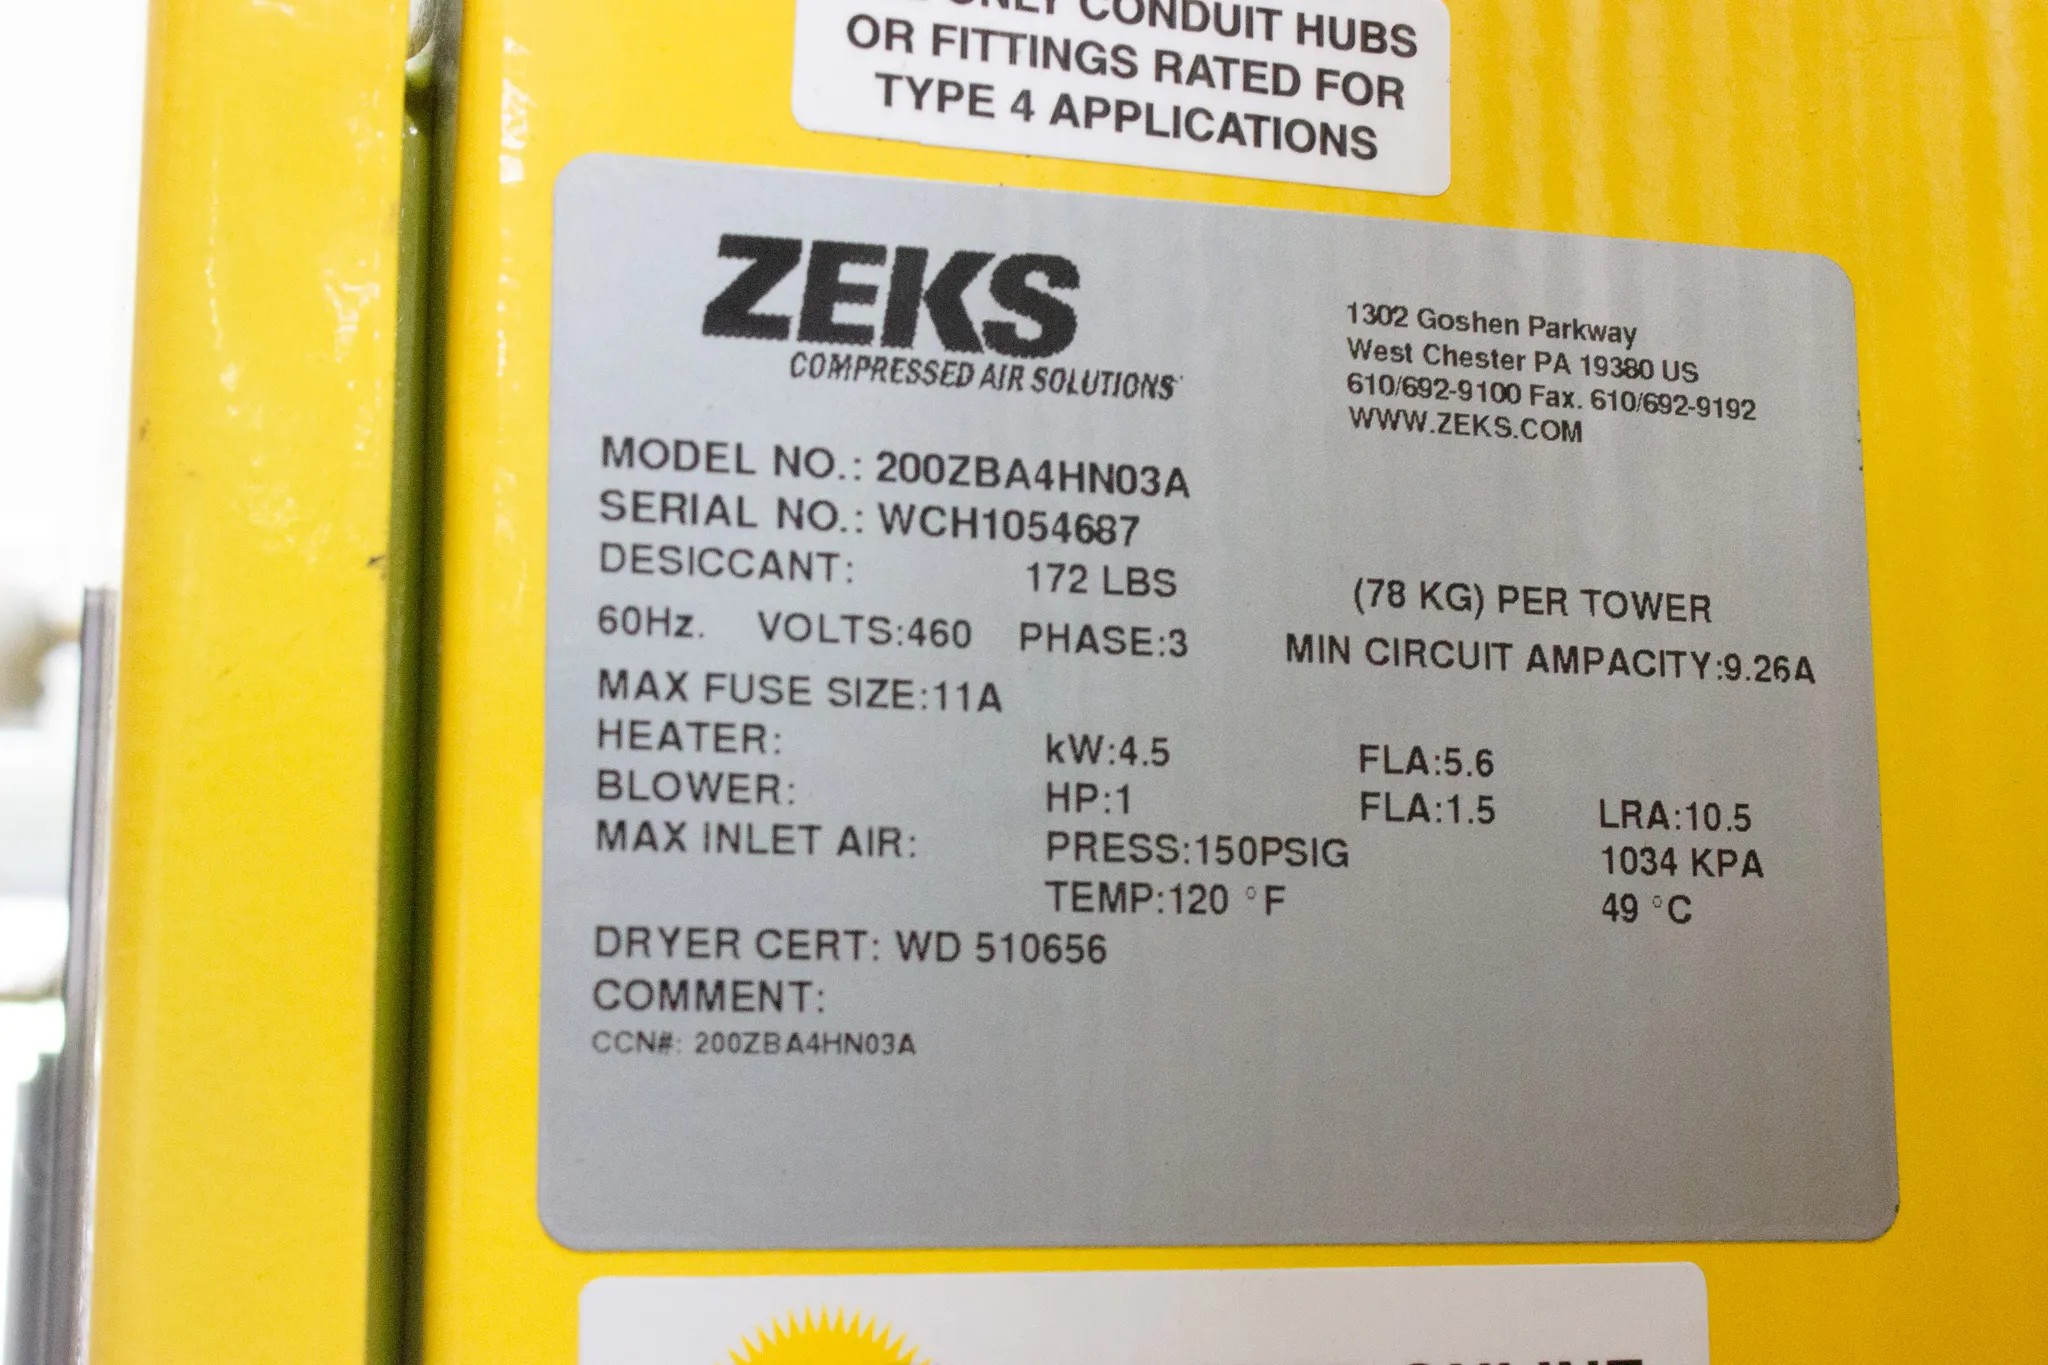 ONLY CONDUIT HUBS
OR FITTINGS RATED FOR
TYPE 4 APPLICATIONS
ZEKS
COMPRESSED AIR SOLUTIONS
1302 Goshen Parkway
West Chester PA 19380 US
610/692-9100 Fax. 610/692-9192
WWW.ZEKS.COM
MODEL NO.: 200ZBA4HN03A
SERIAL NO.: WCH1054687
DESICCANT: 172 LBS (78 KG) PER TOWER
60Hz. VOLTS:460 PHASE:3 MIN CIRCUIT AMPACITY:9.26A
MAX FUSE SIZE:11A
HEATER: kW:4.5 FLA:5.6
BLOWER: HP:1 FLA:1.5 LRA:10.5
MAX INLET AIR: PRESS:150PSIG 1034 KPA
TEMP:120 °F 49 °C
DRYER CERT: WD 510656
COMMENT:
CCN#: 200ZBA4HN03A